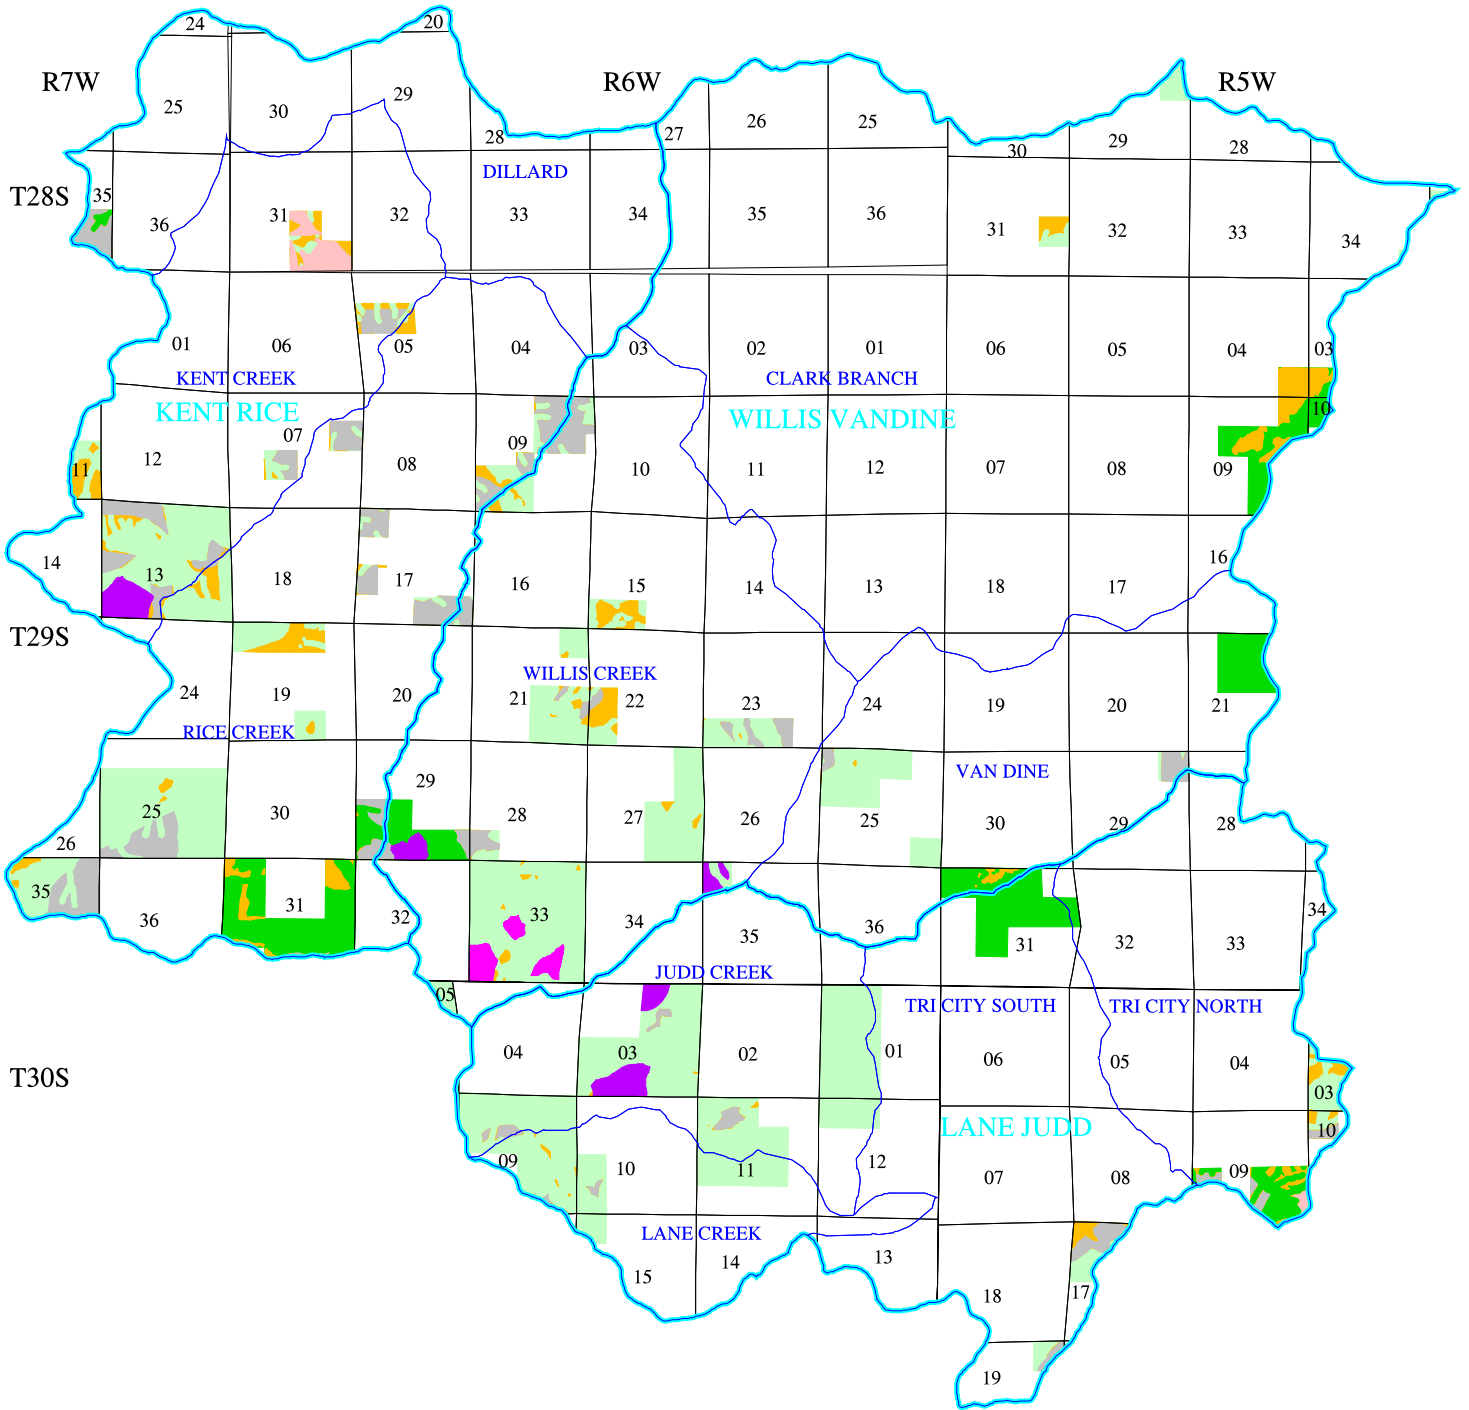 24 20
R7W R6W R5W
25 30 29 28 27 26 25 30 29 28
DILLARD
T28S 35 36 31 32 33 34 35 36 31 32 33 34
01 06 05 04 03 02 01 06 05 04 03
KENT CREEK CLARK BRANCH
KENT RICE WILLIS VANDINE 10
11 12 07 08 09 10 11 12 07 08 09
14 13 18 17 16 15 14 13 18 17 16
T29S
WILLIS CREEK
24 19 20 21 22 23 24 19 20 21
RICE CREEK
VAN DINE
26 25 30 29 28 27 26 25 30 29 28
35 36 31 32 33 34 35 36 31 32 33 34
JUDD CREEK
05 TRI CITY SOUTH TRI CITY NORTH
T30S 04 03 02 01 06 05 04 03
LANE JUDD 10
09 10 11 12 07 08 09
LANE CREEK
15 14 13 18 17
19